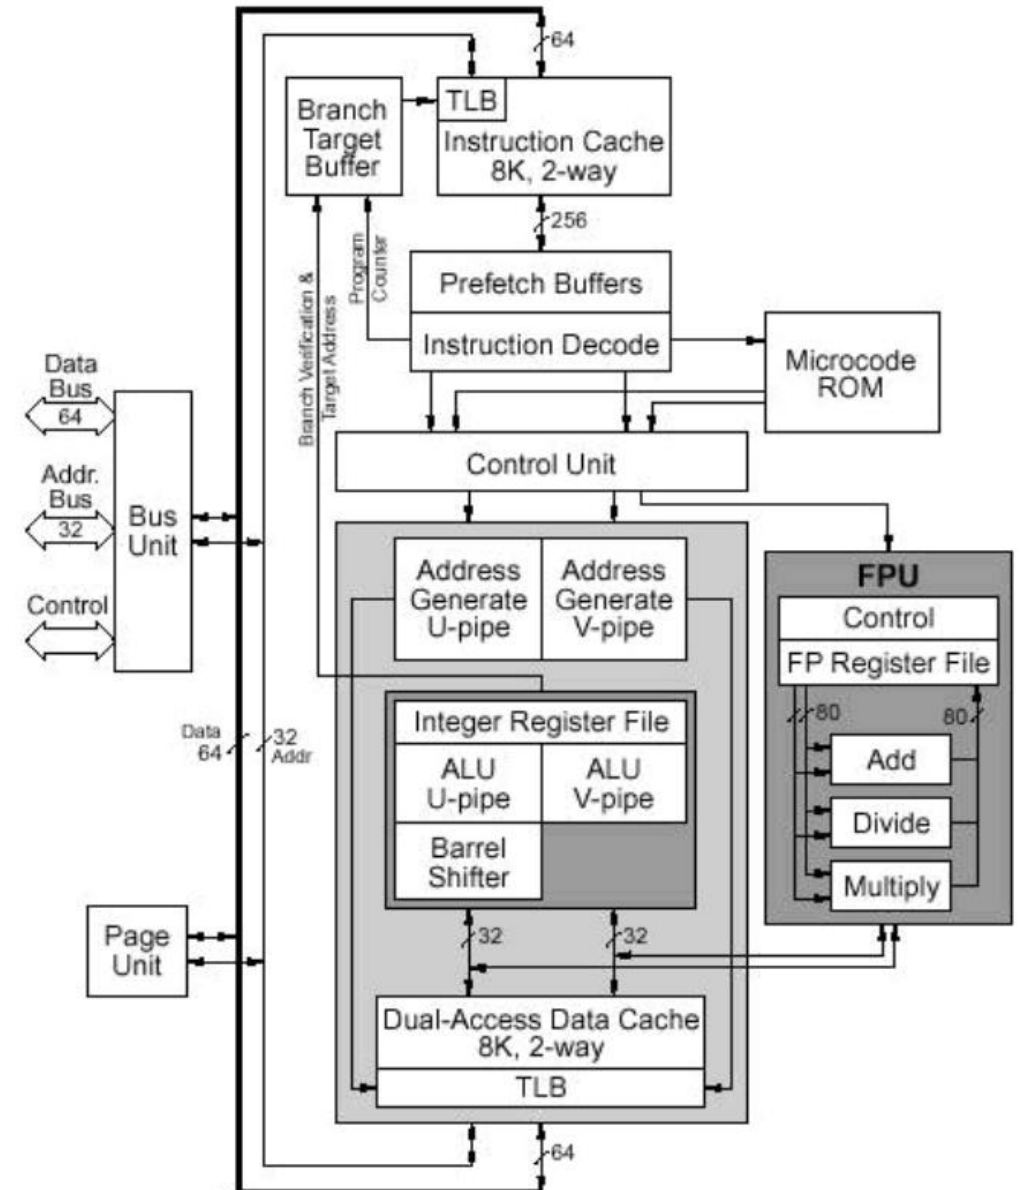 64
Branch
Target
Buffer
TLB
Instruction Cache
8K, 2-way
256
Branch Verification &
Target Address
Program
Counter
Prefetch Buffers
Instruction Decode
Microcode
ROM
Data
Bus
64
Addr.
Bus
32
Control
Bus
Unit
Control Unit
Address
Generate
U-pipe
Address
Generate
V-pipe
FPU
Control
FP Register File
80
80
Add
Divide
Multiply
Integer Register File
ALU
U-pipe
ALU
V-pipe
Barrel
Shifter
Data
64
32
Addr
Page
Unit
32
32
Dual-Access Data Cache
8K, 2-way
TLB
64